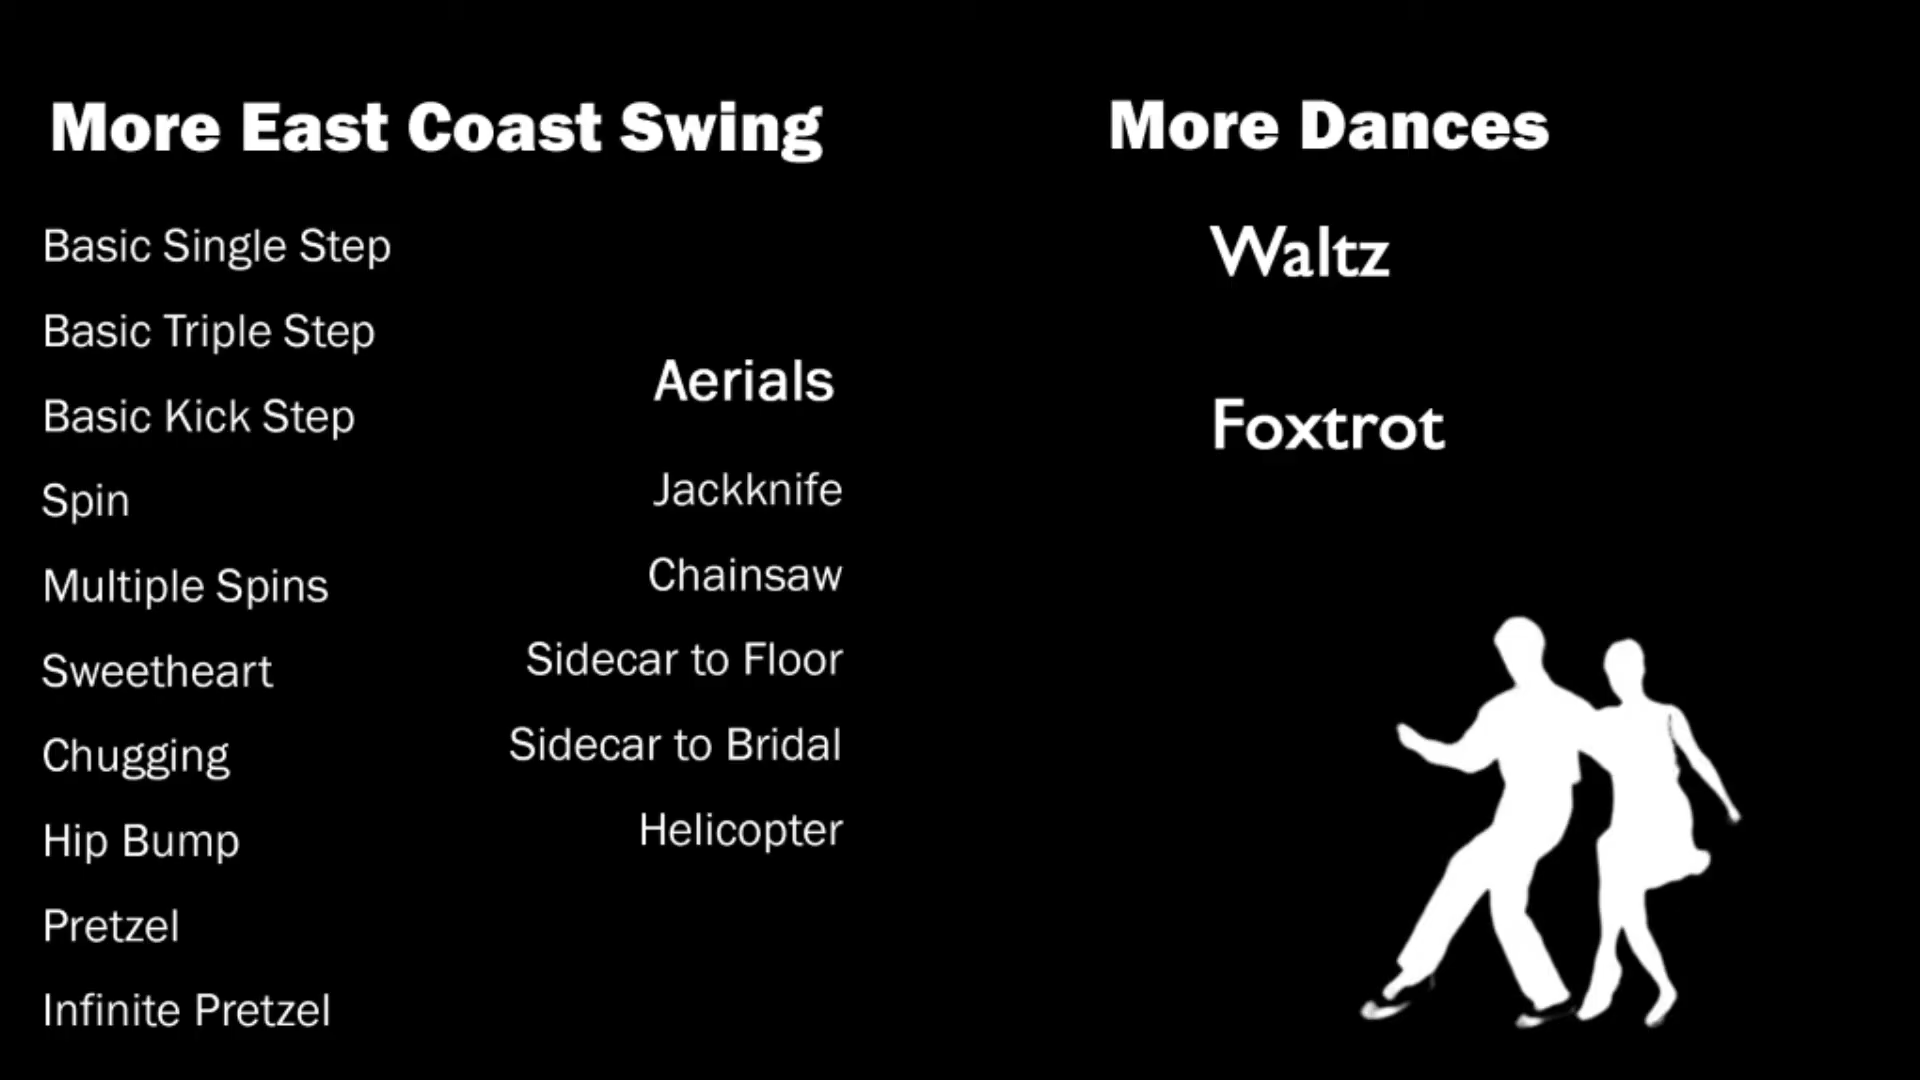 More East Coast Swing
Basic Single Step
Basic Triple Step
Basic Kick Step
Spin
Multiple Spins
Sweetheart
Chugging
Hip Bump
Pretzel
Infinite Pretzel
Aerials
Jackknife
Chainsaw
Sidecar to Floor
Sidecar to Bridal
Helicopter
More Dances
Waltz
Foxtrot